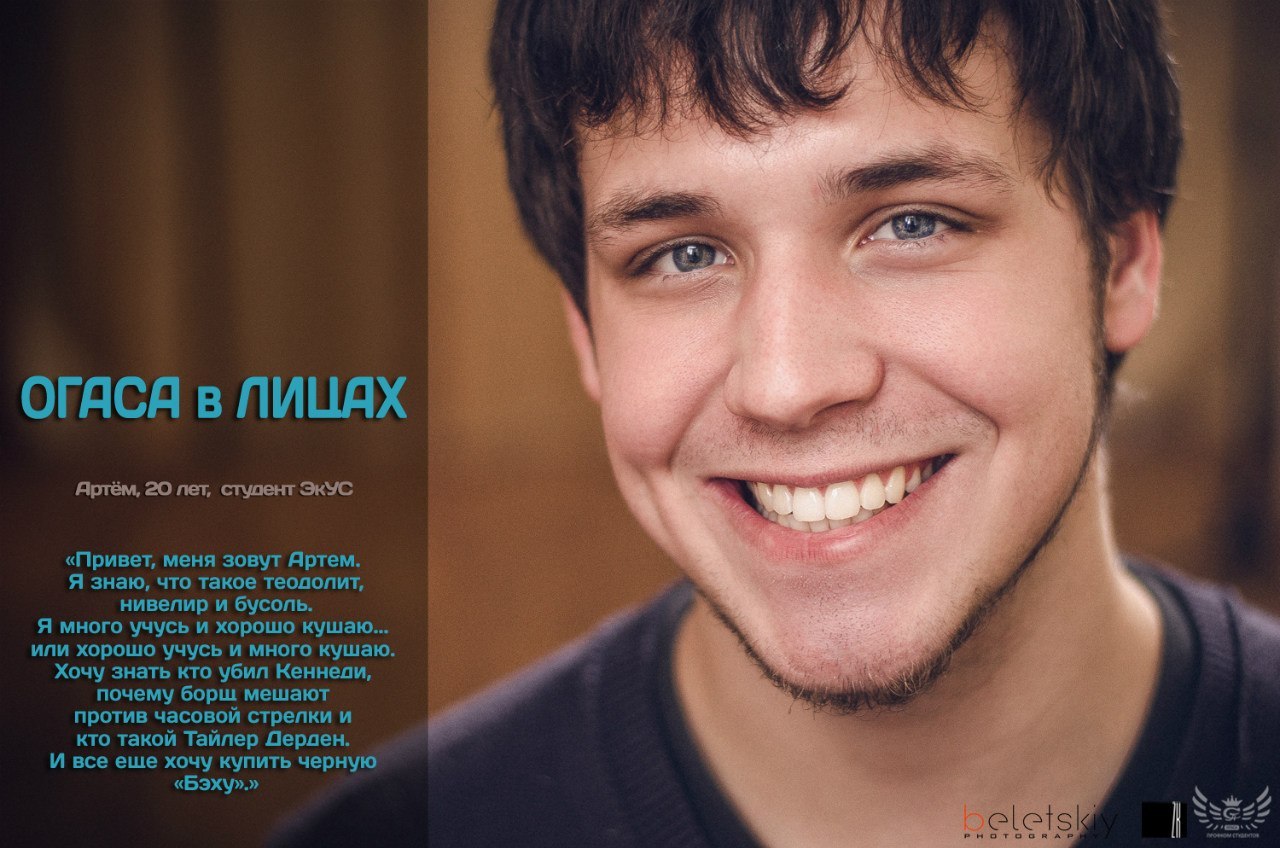 ОГАСА в ЛИЦАХ
Артём, 20 лет, студент ЭкУС
«Привет, меня зовут Артем.
Я знаю, что такое теодолит,
нивелир и бусоль.
Я много учусь и хорошо кушаю...
или хорошо учусь и много кушаю.
Хочу знать кто убил Кеннеди,
почему борщ мешают
против часовой стрелки и
кто такой Тайлер Дерден.
И все еще хочу купить черную
«Бэху».»
beletskiy
PHOTOGRAPHY
ПРОФКОМ СТУДЕНТОВ